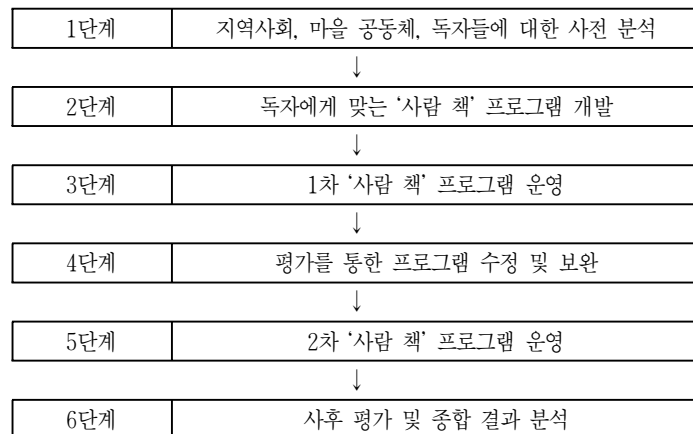 1단계 지역사회, 마을 공동체, 독자들에 대한 사전 분석
↓
2단계 독자에게 맞는 ‘사람 책’ 프로그램 개발
↓
3단계 1차 ‘사람 책’ 프로그램 운영
↓
4단계 평가를 통한 프로그램 수정 및 보완
↓
5단계 2차 ‘사람 책’ 프로그램 운영
↓
6단계 사후 평가 및 종합 결과 분석